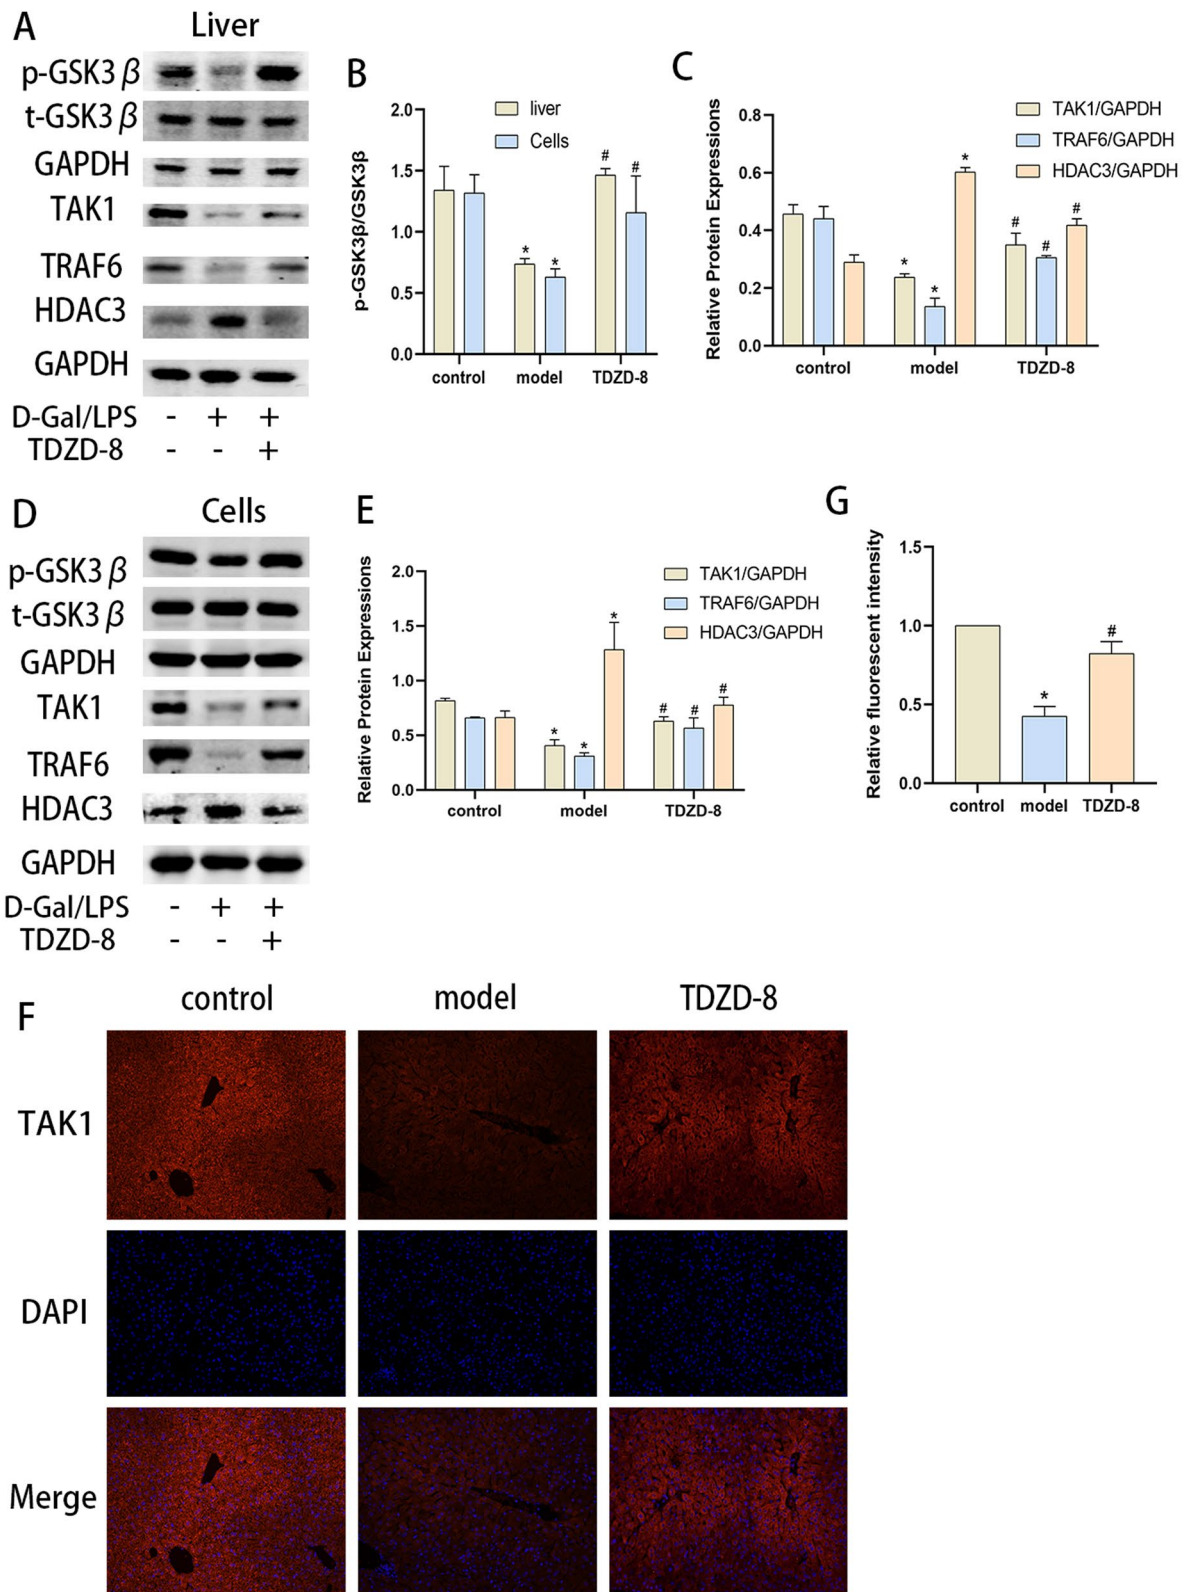 A
Liver
p-GSK3β
t-GSK3β
GAPDH
TAK1
TRAF6
HDAC3
GAPDH
D-Gal/LPS - + +
TDZD-8 - - +
B
p-GSK3β/GSK3β
2.0
1.5
1.0
0.5
0.0
liver
Cells
* *
# #
control model TDZD-8
C
Relative Protein Expressions
0.8
0.6
0.4
0.2
0.0
TAK1/GAPDH
TRAF6/GAPDH
HDAC3/GAPDH
* * *
# # #
control model TDZD-8
D
Cells
p-GSK3β
t-GSK3β
GAPDH
TAK1
TRAF6
HDAC3
GAPDH
D-Gal/LPS - + +
TDZD-8 - - +
E
Relative Protein Expressions
2.0
1.5
1.0
0.5
0.0
TAK1/GAPDH
TRAF6/GAPDH
HDAC3/GAPDH
* * *
# # #
control model TDZD-8
G
Relative fluorescent intensity
1.5
1.0
0.5
0.0
*
#
control model TDZD-8
F
control model TDZD-8
TAK1
DAPI
Merge